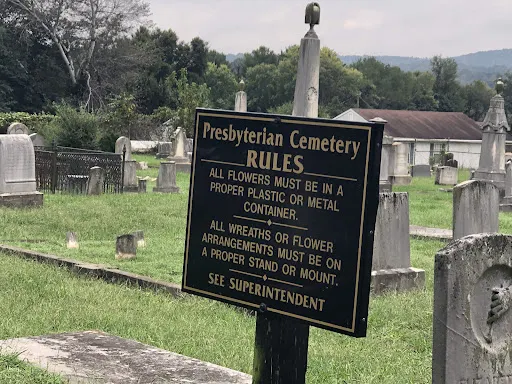 Presbyterian Cemetery
RULES
ALL FLOWERS MUST BE IN A
PROPER PLASTIC OR METAL
CONTAINER.
ALL WREATHS OR FLOWER
ARRANGEMENTS MUST BE ON
A PROPER STAND OR MOUNT.
SEE SUPERINTENDENT